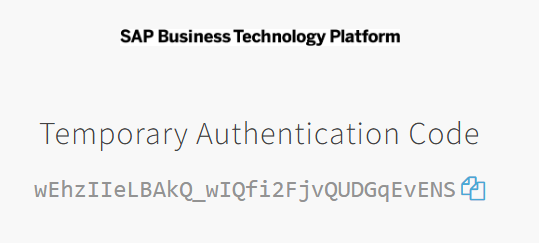 SAP Business Technology Platform
Temporary Authentication Code
wEhzIIeLBAkQ_wIQfi2FjvQUDGqEvENS